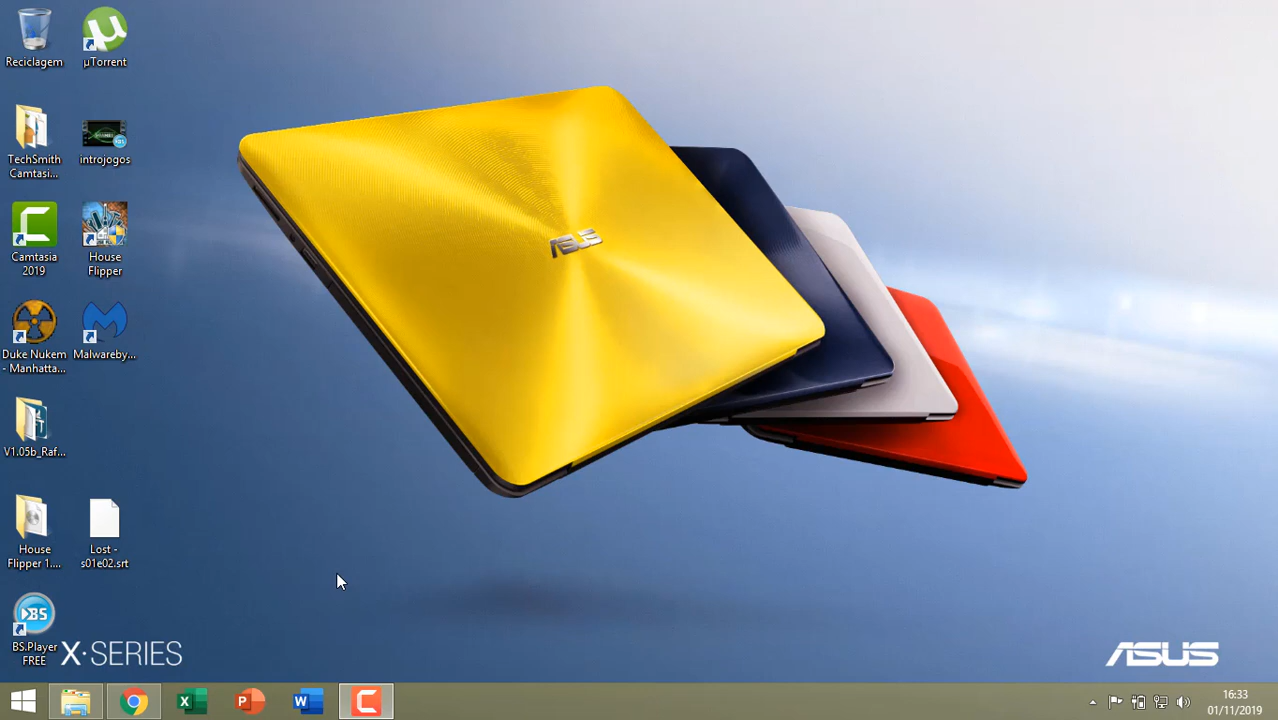 Reciclagem
µTorrent
TechSmith
Camtasi...
introjogos
Camtasia
2019
House
Flipper
Duke Nukem
- Manhatta...
Malwareby...
V1.05b_Raf...
House
Flipper 1....
Lost -
s01e02.srt
BS
BS.Player
FREE
X·SERIES
ASUS
ASUS
X
P
W
16:33
01/11/2019